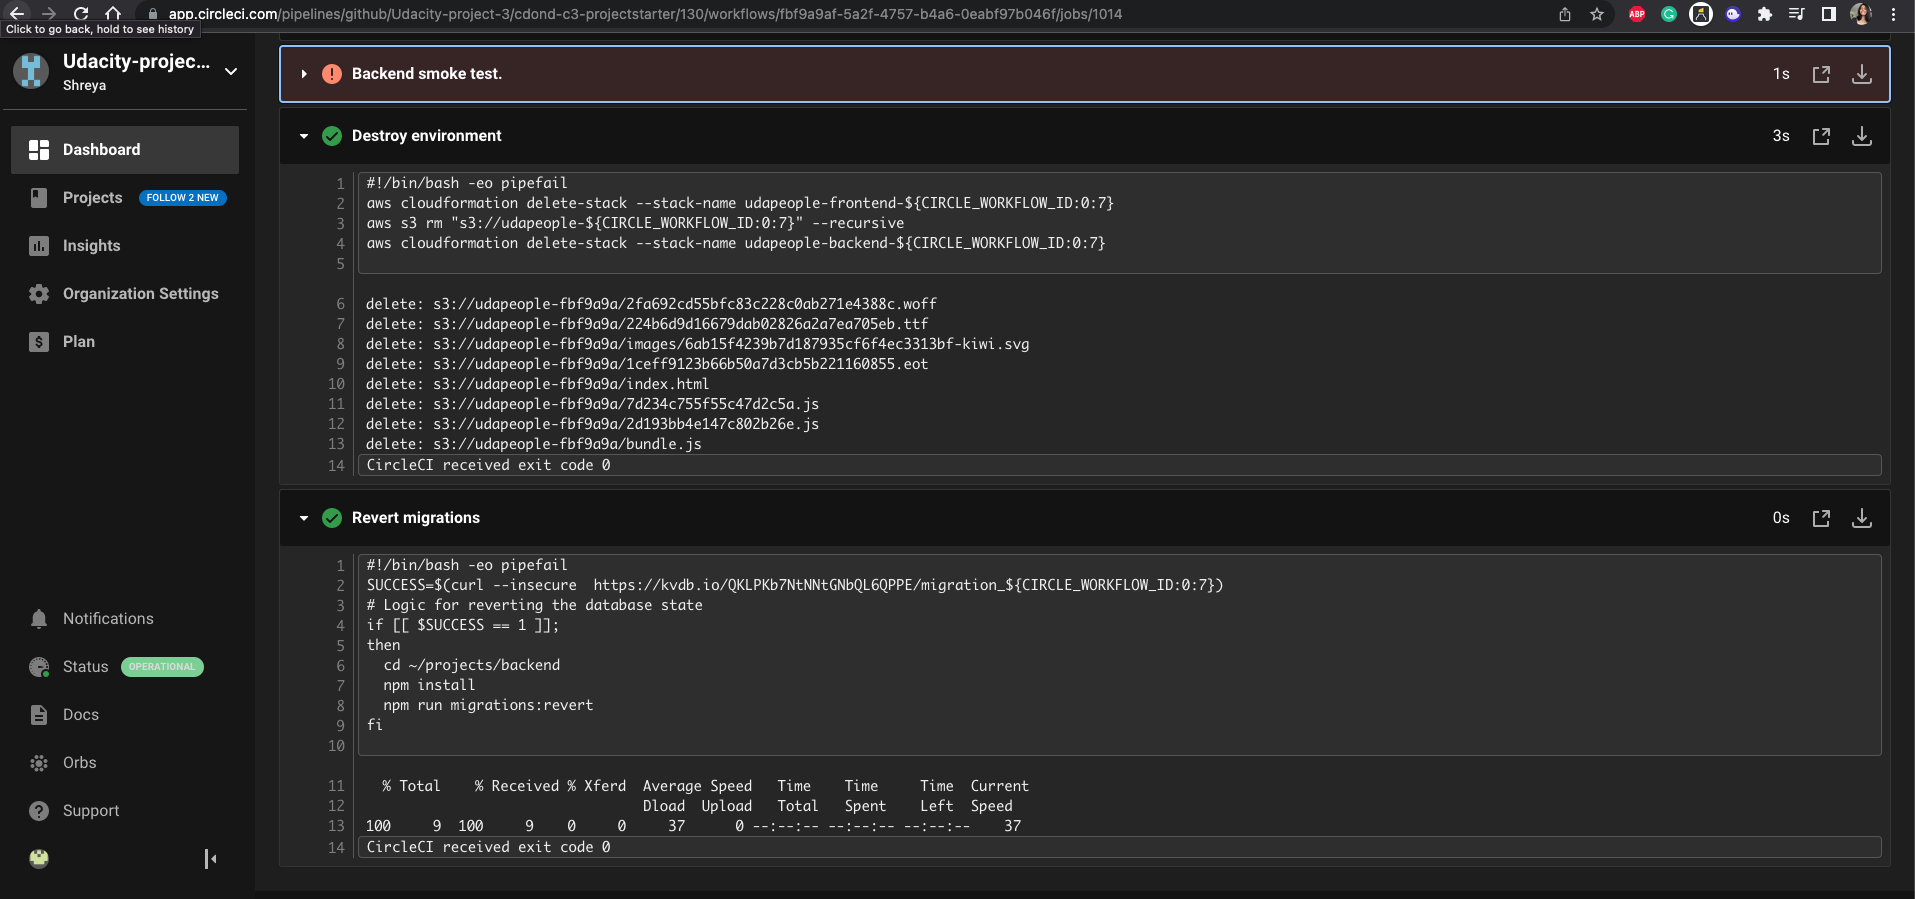 app.circleci.com/pipelines/github/Udacity-project-3/cdond-c3-projectstarter/130/workflows/fbf9a9af-5a2f-4757-b4a6-0eabf97b046f/jobs/1014
ABP
G
Click to go back, hold to see history
Udacity-projec...
Shreya
Dashboard
Projects FOLLOW 2 NEW
Insights
Organization Settings
Plan
Notifications
Status OPERATIONAL
Docs
Orbs
Support
Backend smoke test. 1s
Destroy environment 3s
1 #!/bin/bash -eo pipefail
2 aws cloudformation delete-stack --stack-name udapeople-frontend-${CIRCLE_WORKFLOW_ID:0:7}
3 aws s3 rm "s3://udapeople-${CIRCLE_WORKFLOW_ID:0:7}" --recursive
4 aws cloudformation delete-stack --stack-name udapeople-backend-${CIRCLE_WORKFLOW_ID:0:7}
5
6 delete: s3://udapeople-fbf9a9a/2fa692cd55bfc83c228c0ab271e4388c.woff
7 delete: s3://udapeople-fbf9a9a/224b6d9d16679dab02826a2a7ea705eb.ttf
8 delete: s3://udapeople-fbf9a9a/images/6ab15f4239b7d187935cf6f4ec3313bf-kiwi.svg
9 delete: s3://udapeople-fbf9a9a/1ceff9123b66b50a7d3cb5b221160855.eot
10 delete: s3://udapeople-fbf9a9a/index.html
11 delete: s3://udapeople-fbf9a9a/7d234c755f55c47d2c5a.js
12 delete: s3://udapeople-fbf9a9a/2d193bb4e147c802b26e.js
13 delete: s3://udapeople-fbf9a9a/bundle.js
14 CircleCI received exit code 0
Revert migrations 0s
1 #!/bin/bash -eo pipefail
2 SUCCESS=$(curl --insecure  https://kvdb.io/QKLPKb7NtNNtGNbQL6QPPE/migration_${CIRCLE_WORKFLOW_ID:0:7})
3 # Logic for reverting the database state
4 if [[ $SUCCESS == 1 ]];
5 then
6   cd ~/projects/backend
7   npm install
8   npm run migrations:revert
9 fi
10
11   % Total    % Received % Xferd  Average Speed   Time    Time     Time  Current
12                                  Dload  Upload   Total   Spent    Left  Speed
13 100     9  100     9    0     0     37      0 --:--:-- --:--:-- --:--:--    37
14 CircleCI received exit code 0